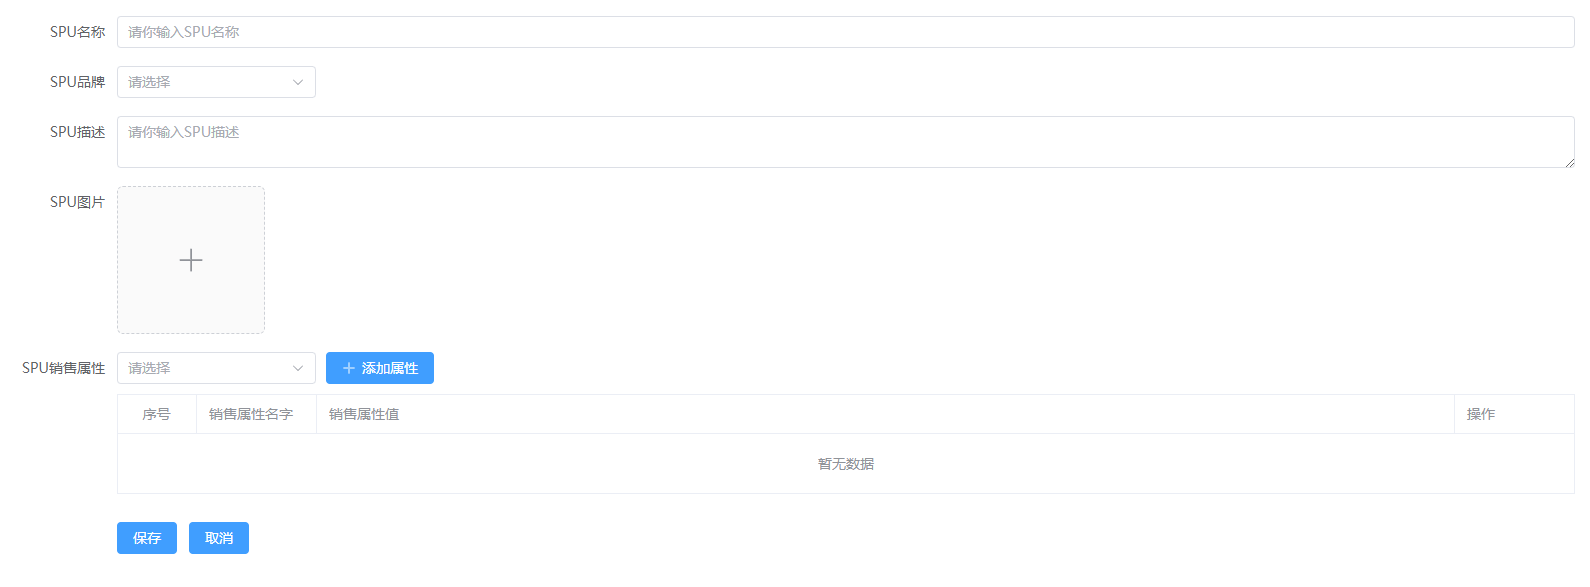 SPU名称 请你输入SPU名称
SPU品牌 请选择
SPU描述 请你输入SPU描述
SPU图片
SPU销售属性 请选择 添加属性
序号 销售属性名字 销售属性值 操作
暂无数据
保存 取消